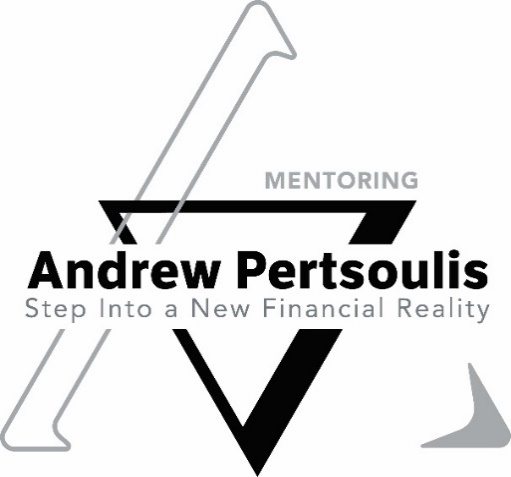 MENTORING
Andrew Pertsoulis
Step Into a New Financial Reality